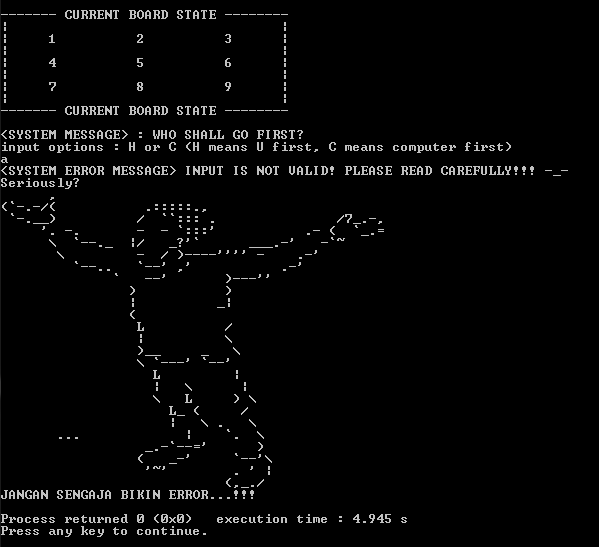 ------- CURRENT BOARD STATE --------
1 2 3
4 5 6
7 8 9
------- CURRENT BOARD STATE --------
<SYSTEM MESSAGE> : WHO SHALL GO FIRST?
input options : H or C (H means U first, C means computer first)
a
<SYSTEM ERROR MESSAGE> INPUT IS NOT VALID! PLEASE READ CAREFULLY!!! -_-
Seriously?
...
JANGAN SENGAJA BIKIN ERROR...!!!
Process returned 0 (0x0)   execution time : 4.945 s
Press any key to continue.